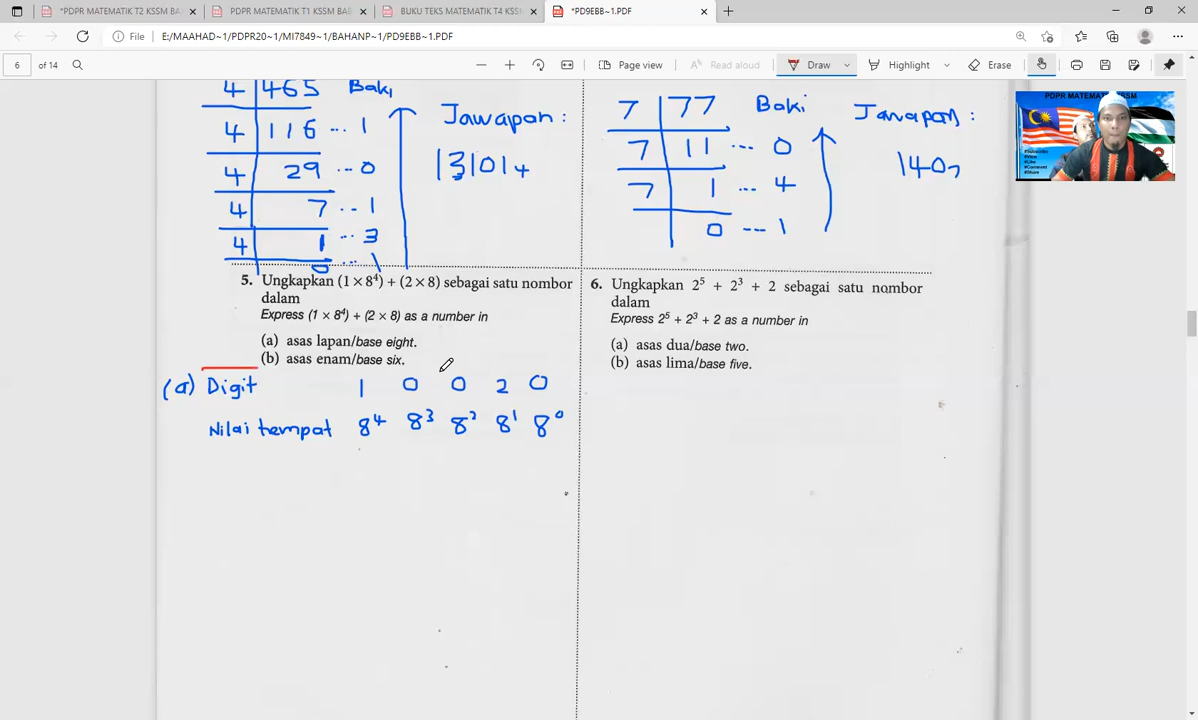 *PDPR MATEMATIK T2 KSSM BA
PDPR MATEMATIK T1 KSSM BAE
BUKU TEKS MATEMATIK T4 KSSM
*PD9EBB~1.PDF
File E:/MAAHAD~1/PDPR20~1/MI7849~1/BAHANP~1/PD9EBB~1.PDF
6 of 14
Page view
Read aloud
Draw
Highlight
Erase
4 465 Baki
4 116 ... 1
4 29 ... 0
4 7 ... 1
4 1 ... 3
0 ... 1
Jawapan :
13101₄
7 77 Baki
7 11 ... 0
7 1 ... 4
0 --- 1
Jawapan :
140₇
5. Ungkapkan (1 × 8⁴) + (2 × 8) sebagai satu nombor
dalam
Express (1 × 8⁴) + (2 × 8) as a number in
(a) asas lapan/base eight.
(b) asas enam/base six.
(a) Digit 1 0 0 2 0
Nilai tempat 8⁴ 8³ 8² 8¹ 8⁰
6. Ungkapkan 2⁵ + 2³ + 2 sebagai satu nombor
dalam
Express 2⁵ + 2³ + 2 as a number in
(a) asas dua/base two.
(b) asas lima/base five.